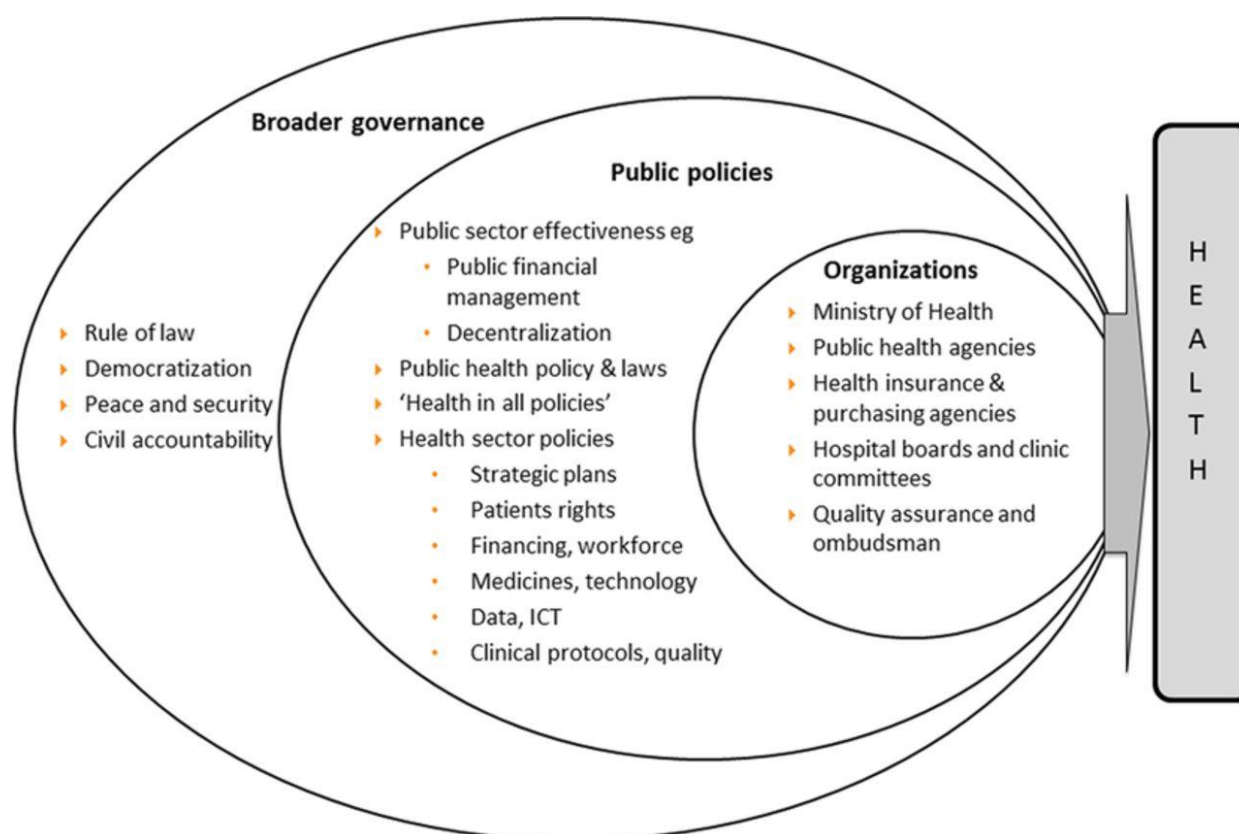 Broader governance
Rule of law
Democratization
Peace and security
Civil accountability
Public policies
Public sector effectiveness eg
Public financial
management
Decentralization
Public health policy & laws
‘Health in all policies’
Health sector policies
Strategic plans
Patients rights
Financing, workforce
Medicines, technology
Data, ICT
Clinical protocols, quality
Organizations
Ministry of Health
Public health agencies
Health insurance &
purchasing agencies
Hospital boards and clinic
committees
Quality assurance and
ombudsman
H
E
A
L
T
H